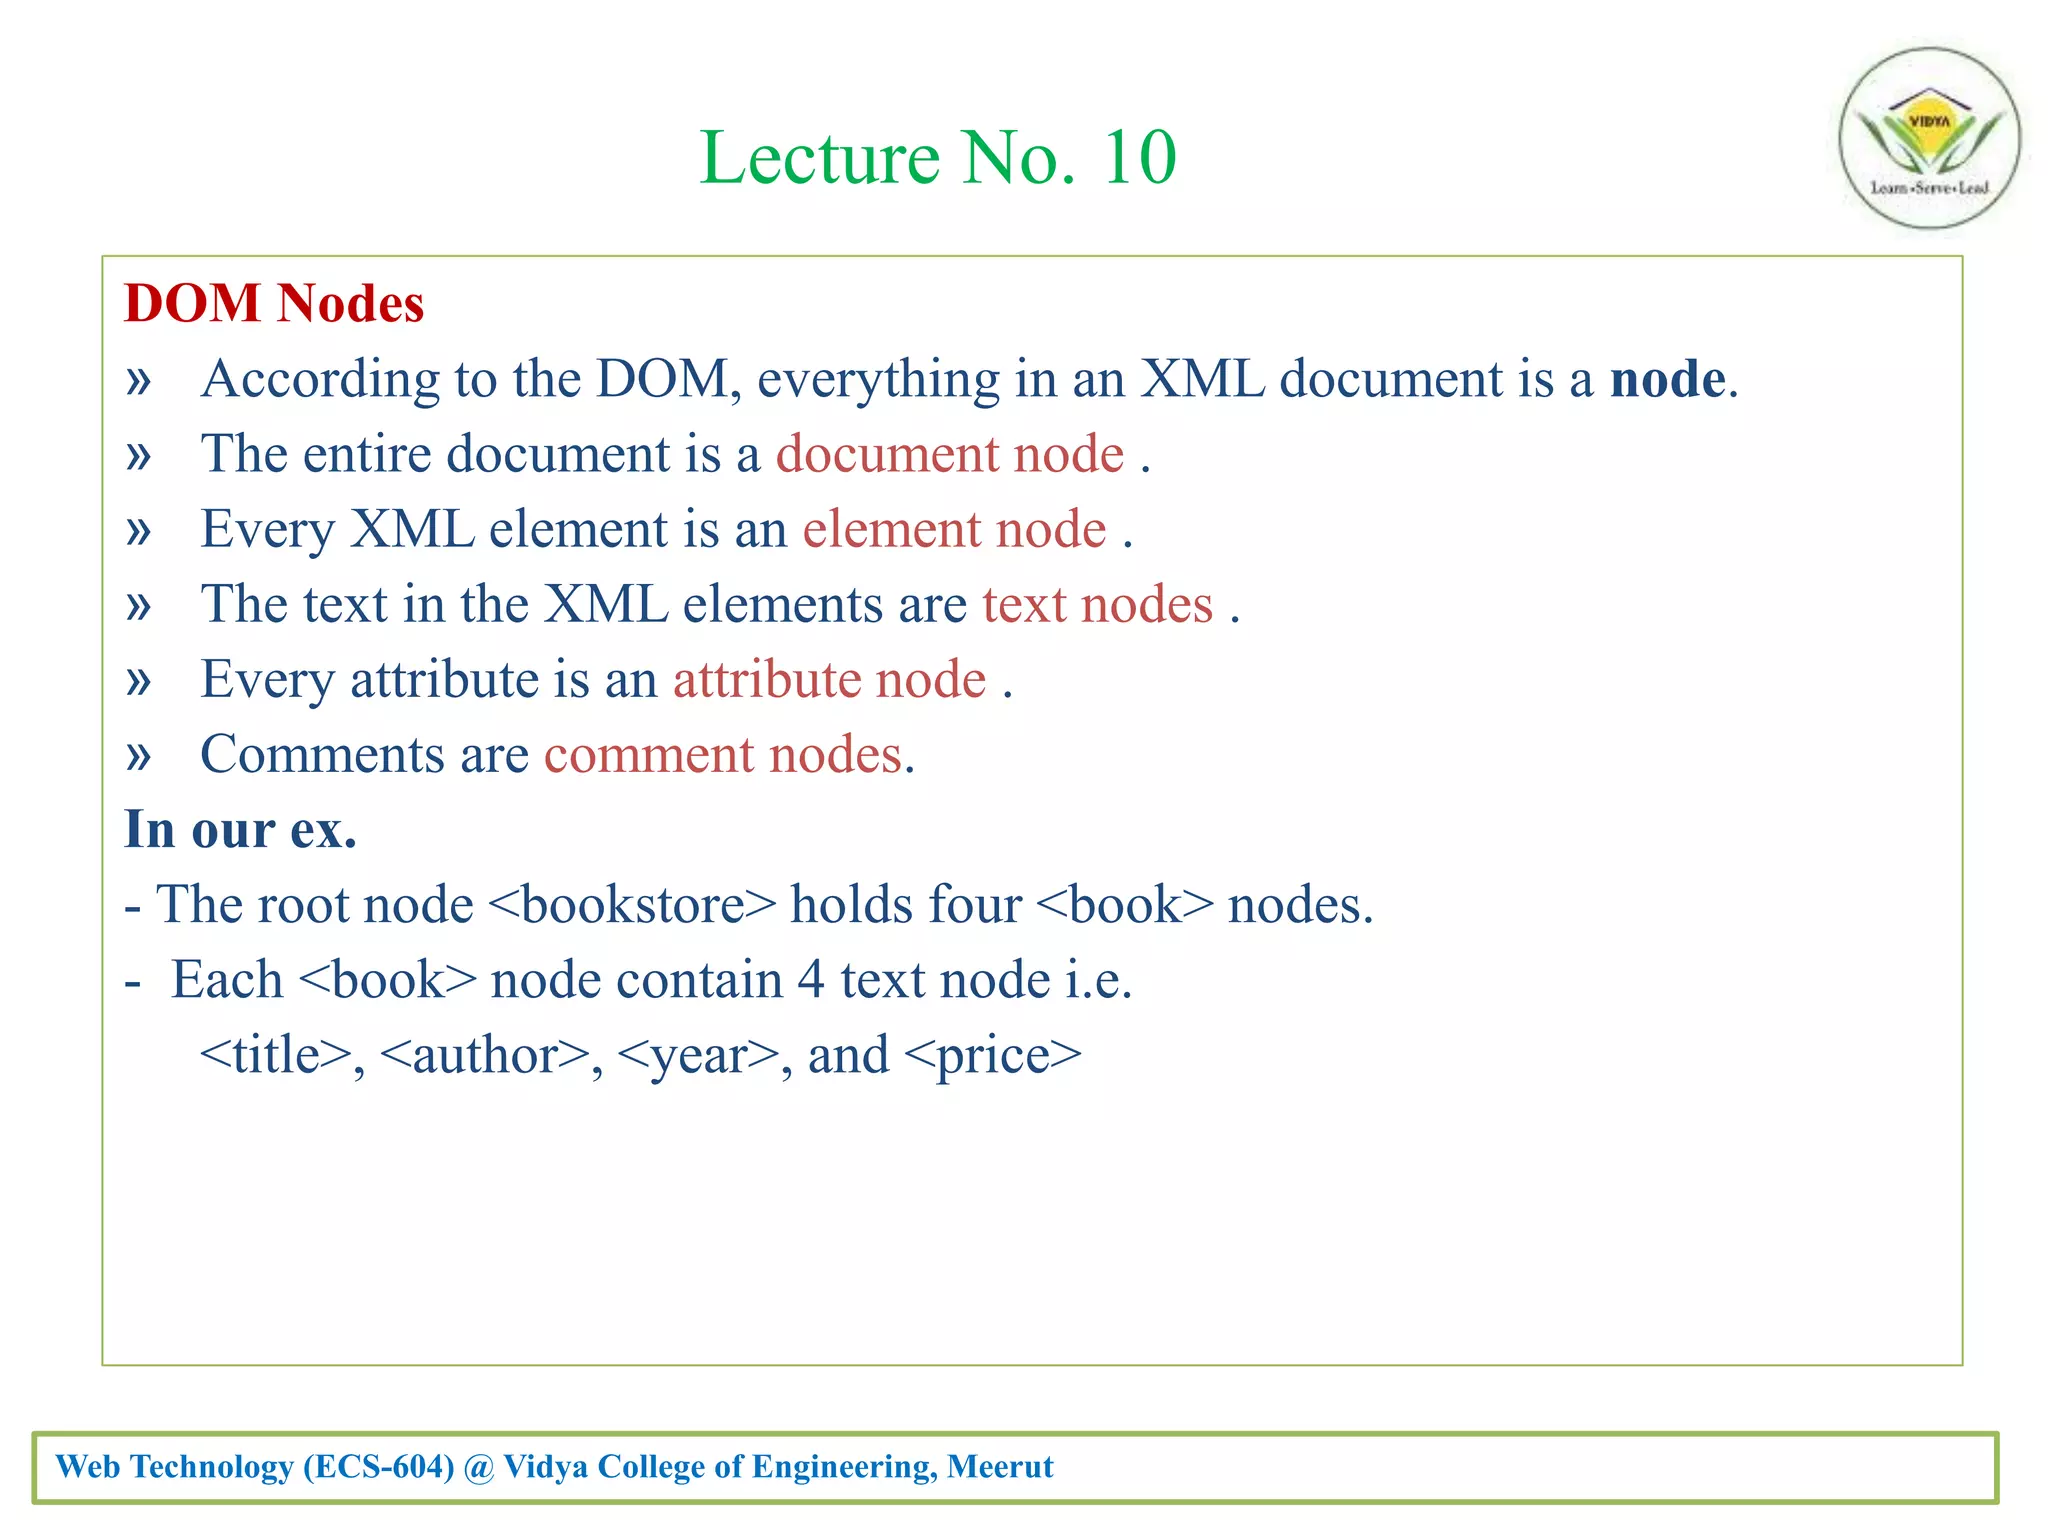 Lecture No. 10
VIDYA
Learn•Serve•Lead
DOM Nodes
» According to the DOM, everything in an XML document is a node.
» The entire document is a document node .
» Every XML element is an element node .
» The text in the XML elements are text nodes .
» Every attribute is an attribute node .
» Comments are comment nodes.
In our ex.
- The root node <bookstore> holds four <book> nodes.
- Each <book> node contain 4 text node i.e.
<title>, <author>, <year>, and <price>
Web Technology (ECS-604) @ Vidya College of Engineering, Meerut